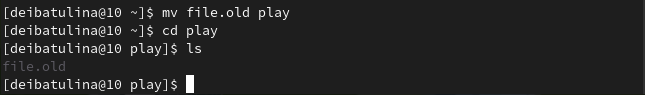 [deibatulina@10 ~]$ mv file.old play
[deibatulina@10 ~]$ cd play
[deibatulina@10 play]$ ls
file.old
[deibatulina@10 play]$